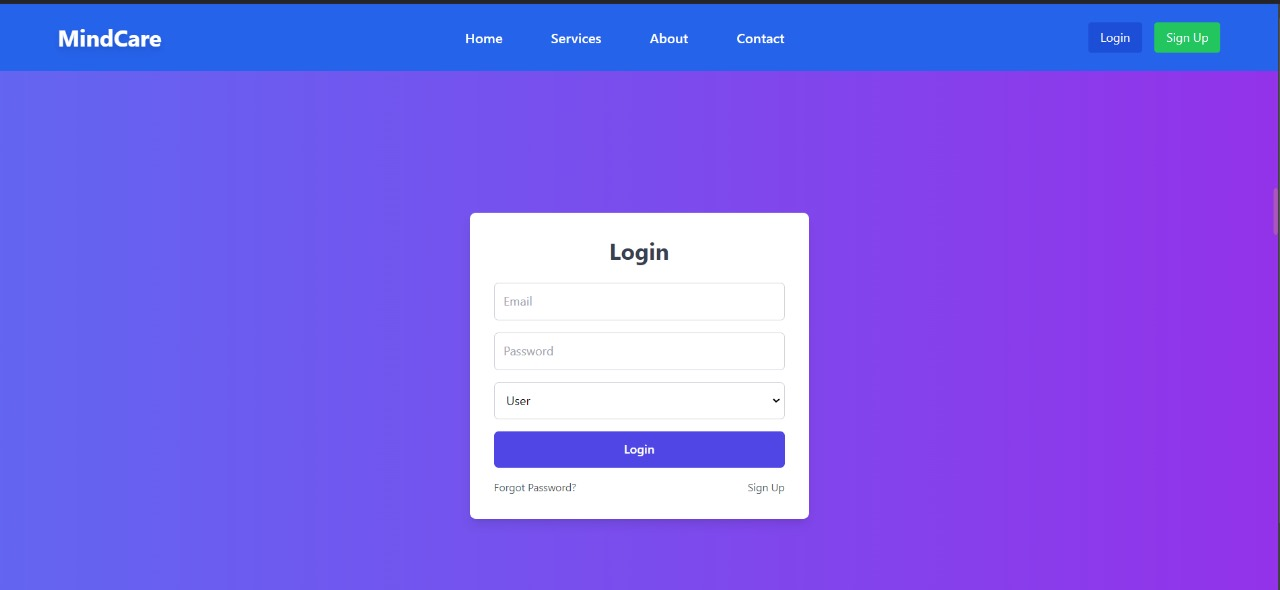 MindCare
Home Services About Contact
Login Sign Up
Login
Email
Password
User
Login
Forgot Password? Sign Up